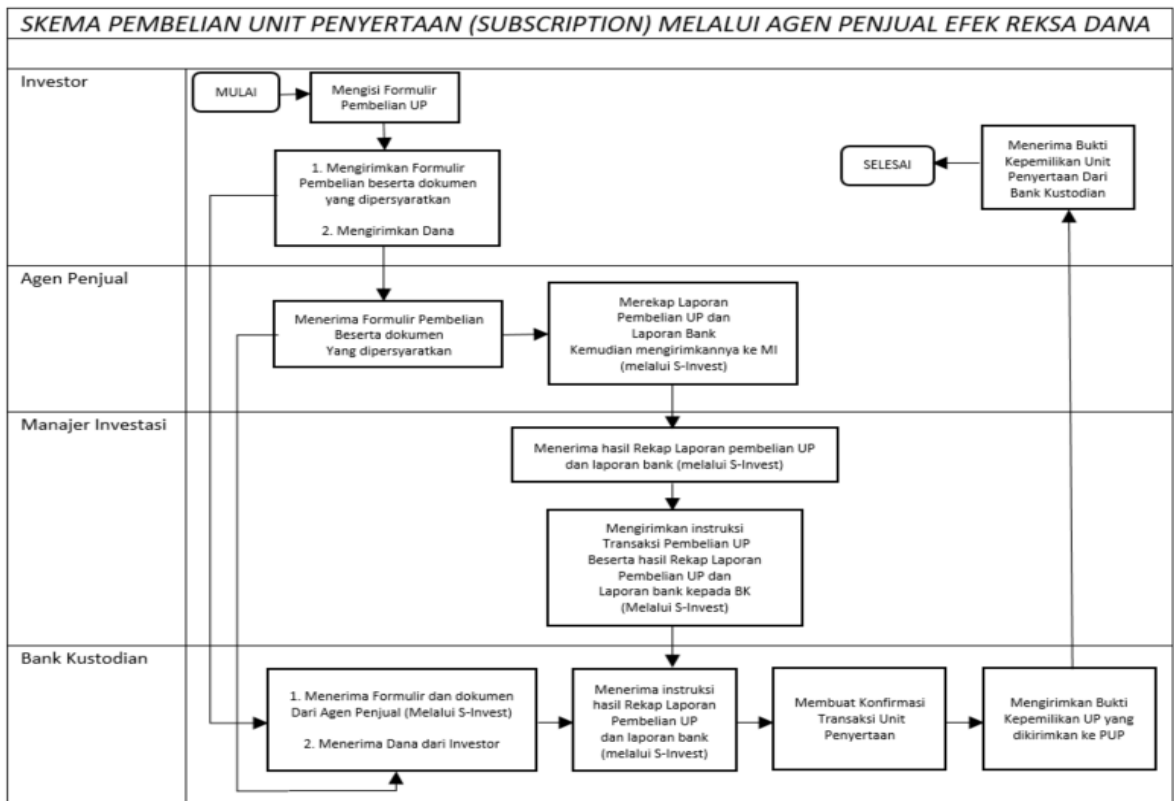 SKEMA PEMBELIAN UNIT PENYERTAAN (SUBSCRIPTION) MELALUI AGEN PENJUAL EFEK REKSA DANA
Investor
MULAI
Mengisi Formulir
Pembelian UP
1. Mengirimkan Formulir
Pembelian beserta dokumen
yang dipersyaratkan
2. Mengirimkan Dana
SELESAI
Menerima Bukti
Kepemilikan Unit
Penyertaan Dari
Bank Kustodian
Agen Penjual
Menerima Formulir Pembelian
Beserta dokumen
Yang dipersyaratkan
Merekap Laporan
Pembelian UP dan
Laporan Bank
Kemudian mengirimkannya ke MI
(melalui S-Invest)
Manajer Investasi
Menerima hasil Rekap Laporan pembelian UP
dan laporan bank (melalui S-Invest)
Mengirimkan instruksi
Transaksi Pembelian UP
Beserta hasil Rekap Laporan
Pembelian UP dan
Laporan bank kepada BK
(Melalui S-Invest)
Bank Kustodian
1. Menerima Formulir dan dokumen
Dari Agen Penjual (Melalui S-Invest)
2. Menerima Dana dari Investor
Menerima instruksi
hasil Rekap Laporan
Pembelian UP
dan laporan bank
(melalui S-Invest)
Membuat Konfirmasi
Transaksi Unit
Penyertaan
Mengirimkan Bukti
Kepemilikan UP yang
dikirimkan ke PUP